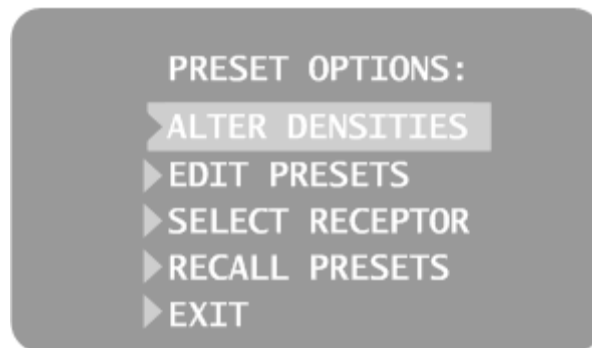 PRESET OPTIONS:
ALTER DENSITIES
EDIT PRESETS
SELECT RECEPTOR
RECALL PRESETS
EXIT